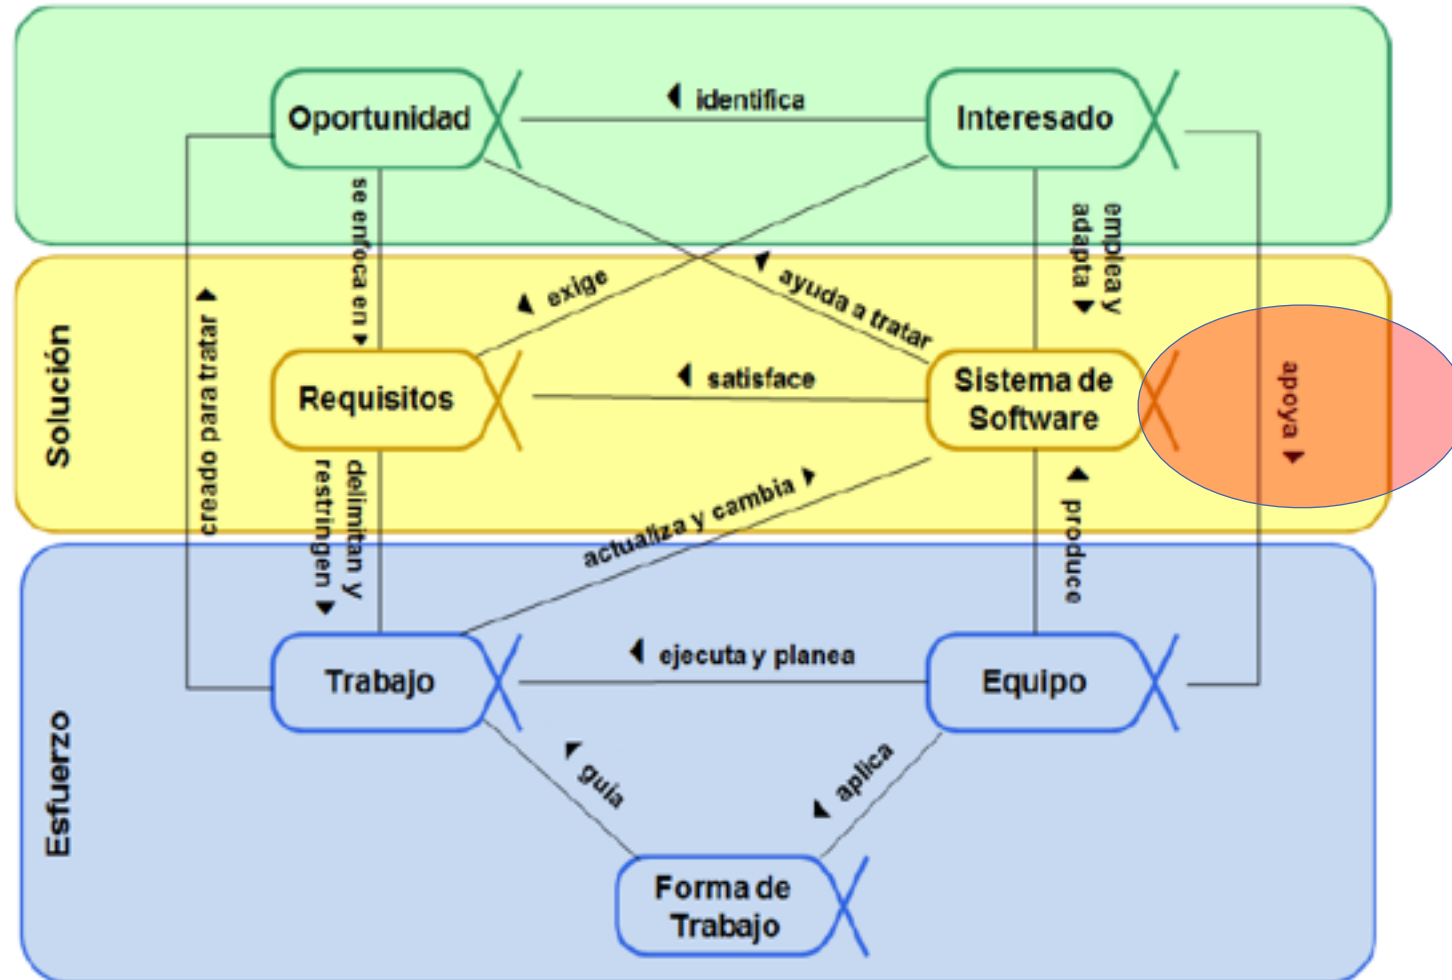 Oportunidad
◀ identifica
Interesado
se enfoca en ▶
emplea y
adapta ▶
◀ exige
◀ ayuda a tratar
creado para tratar ▶
Solución
Requisitos
◀ satisface
Sistema de
Software
apoya ▶
delimitan y
restringen ▶
actualiza y cambia ▶
◀ produce
Esfuerzo
Trabajo
◀ ejecuta y planea
Equipo
◀ guía
◀ aplica
Forma de
Trabajo